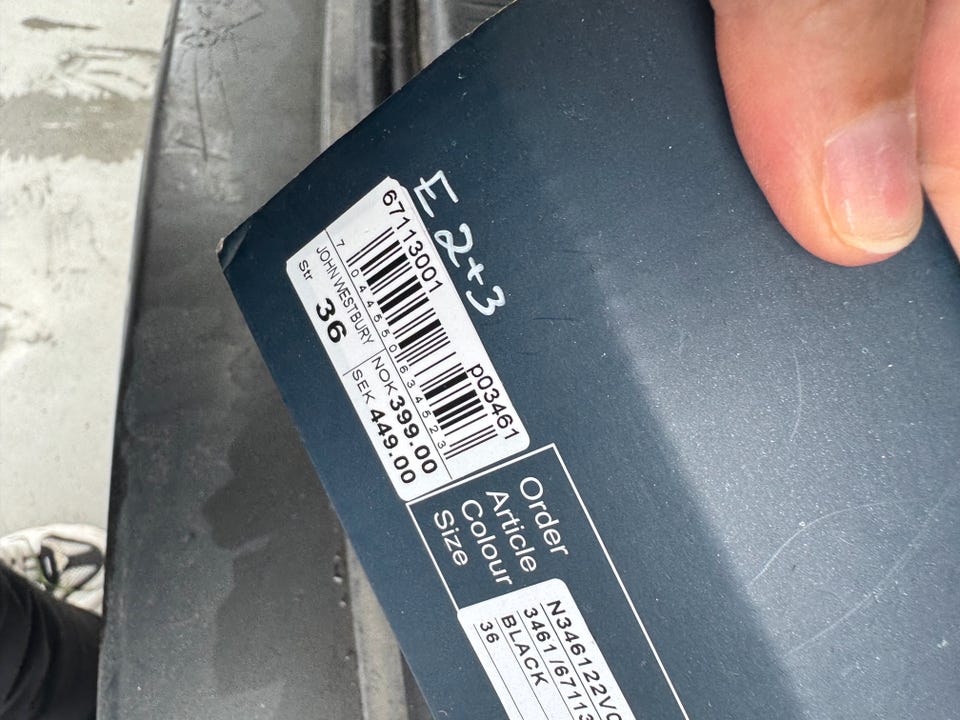 E 2+3
67113001 p03461
7 044550 634523
JOHN WESTBURY NOK 399.00
Str 36 SEK 449.00
Order N346122VC
Article 3461/67113
Colour BLACK
Size 36